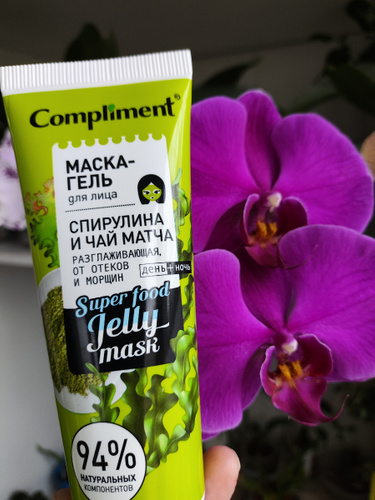 Compliment®
МАСКА-
ГЕЛЬ
для лица
СПИРУЛИНА
И ЧАЙ МАТЧА
РАЗГЛАЖИВАЮЩАЯ,
ОТ ОТЕКОВ
И МОРЩИН
день+ночь
Super food
Jelly
mask
94%
НАТУРАЛЬНЫХ
КОМПОНЕНТОВ